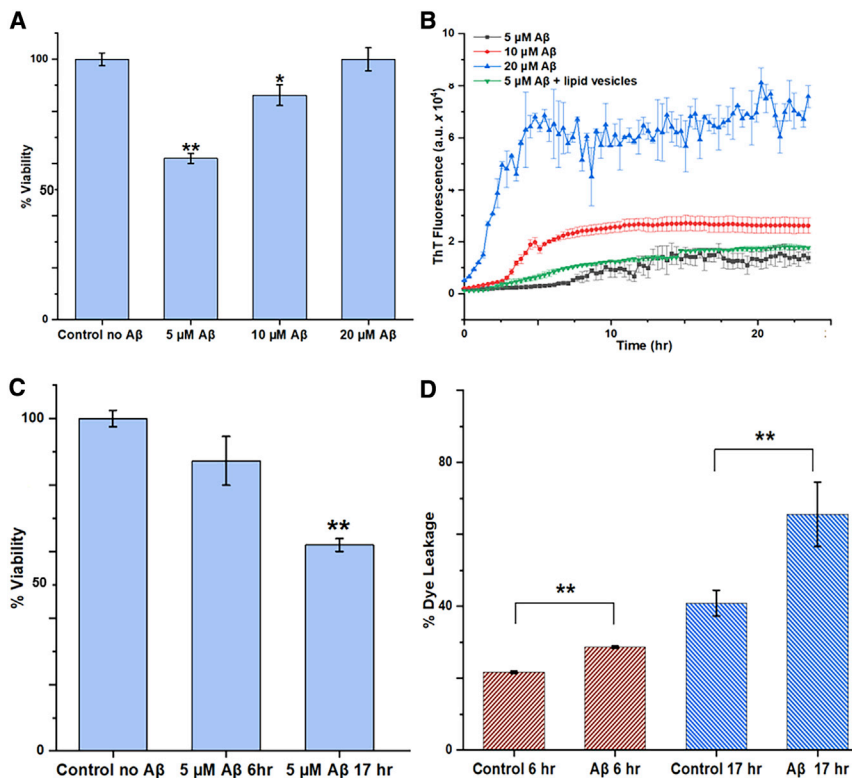 A
% Viability
100
50
0
** 
*
Control no Aβ 5 µM Aβ 10 µM Aβ 20 µM Aβ
B
ThT Fluorescence (a.u. x 10⁴)
5 µM Aβ
10 µM Aβ
20 µM Aβ
5 µM Aβ + lipid vesicles
8
6
4
2
0
0 10 20
Time (hr)
C
% Viability
100
50
0
**
Control no Aβ 5 µM Aβ 6hr 5 µM Aβ 17 hr
D
% Dye Leakage
80
40
0
**
**
Control 6 hr Aβ 6 hr Control 17 hr Aβ 17 hr